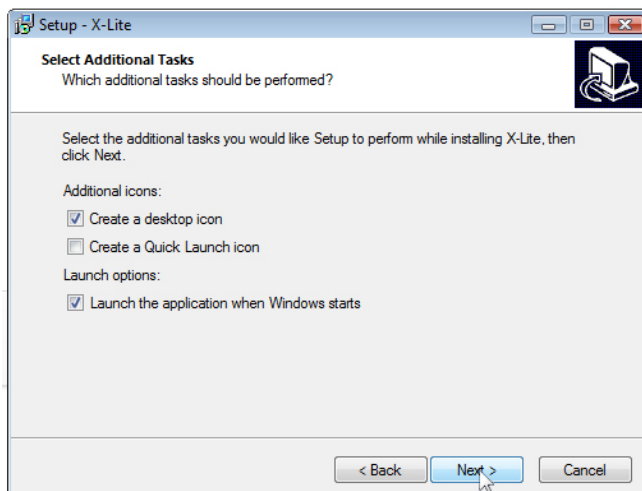 Setup - X-Lite
Select Additional Tasks
Which additional tasks should be performed?
Select the additional tasks you would like Setup to perform while installing X-Lite, then
click Next.
Additional icons:
Create a desktop icon
Create a Quick Launch icon
Launch options:
Launch the application when Windows starts
< Back Next > Cancel